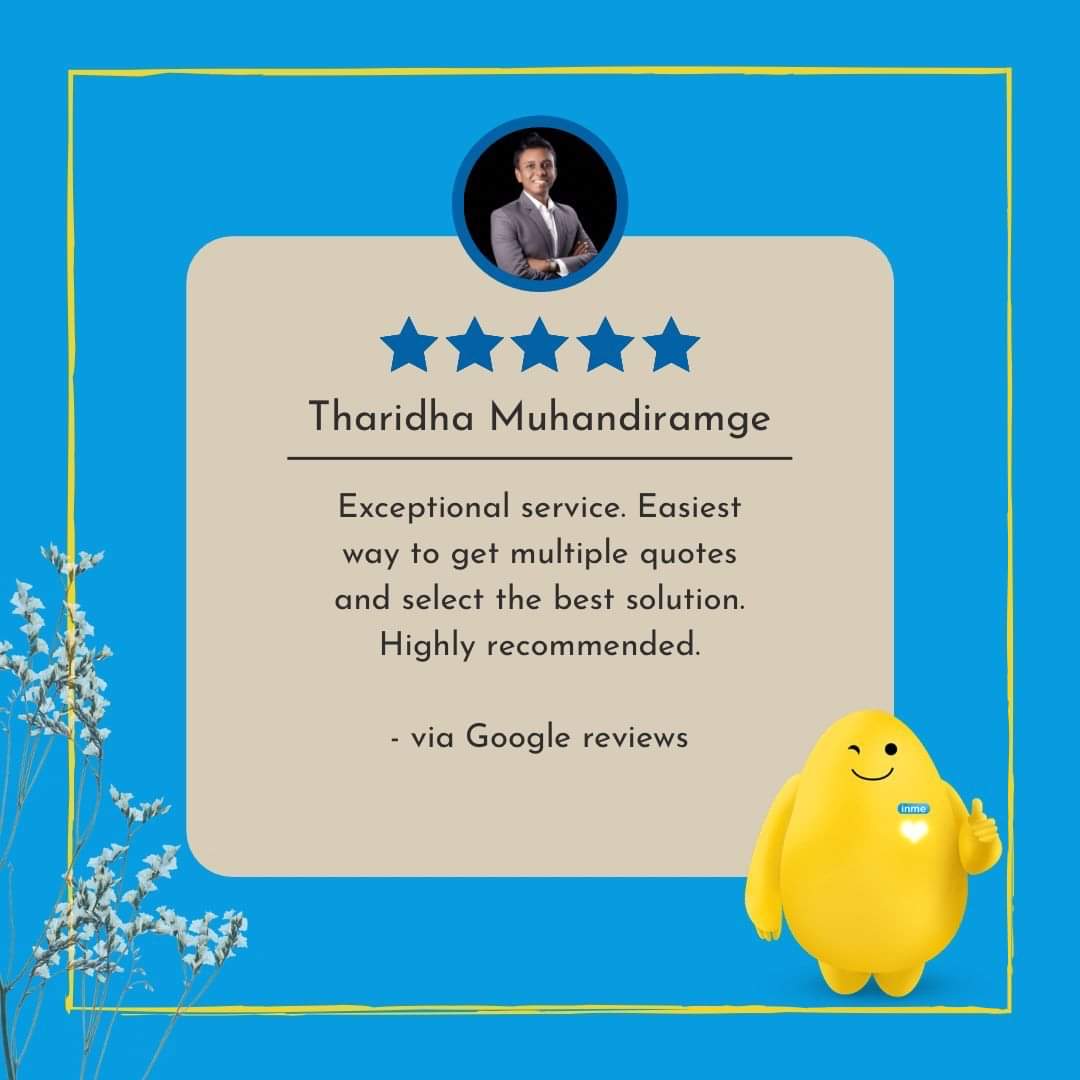 Tharidha Muhandiramge
Exceptional service. Easiest
way to get multiple quotes
and select the best solution.
Highly recommended.
- via Google reviews
inme